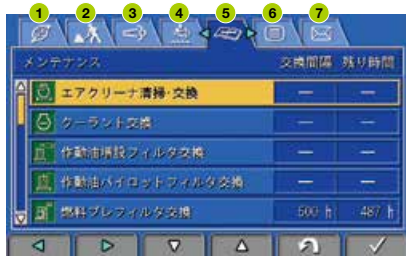 1 2 3 4 5 6 7
メンテナンス 交換間隔 残り時間
エアクリーナ清掃・交換 — —
クーラント交換 — —
作動油増設フィルタ交換 — —
作動油パイロットフィルタ交換 — —
燃料プレフィルタ交換 500 h 487 h